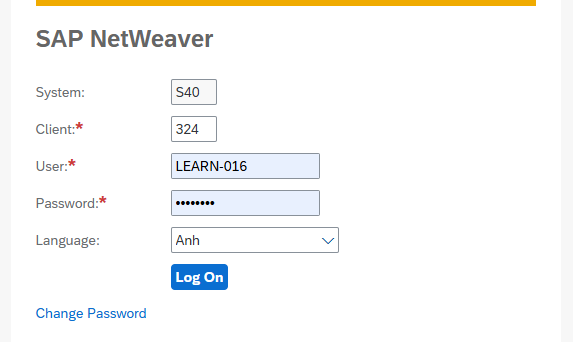 SAP NetWeaver
System: S40
Client:* 324
User:* LEARN-016
Password:* ••••••••
Language: Anh
Log On
Change Password